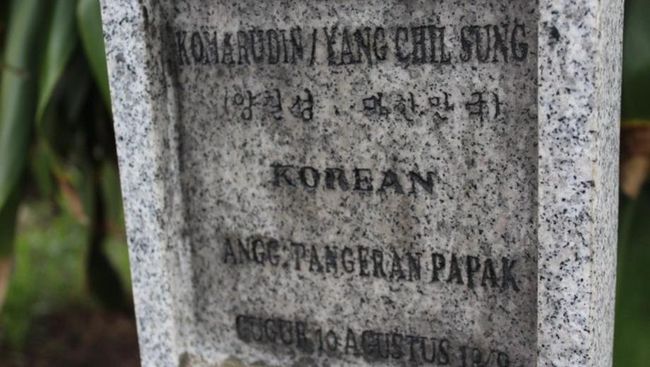 KOMARUDIN / YANG CHIL SUNG
(양칠성 . 대한민국)
KOREAN
ANGG: PANGERAN PAPAK
GUGUR 10 AGUSTUS